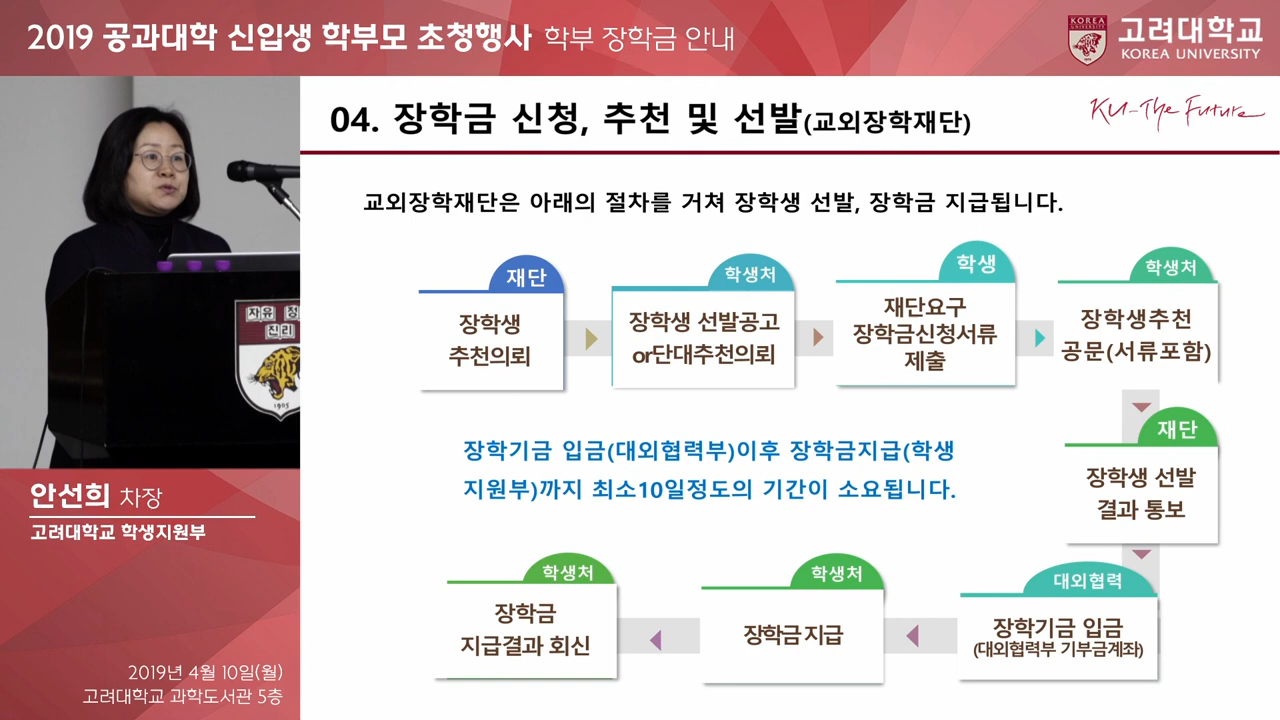 2019 공과대학 신입생 학부모 초청행사 학부 장학금 안내
KOREA
고려대학교
KOREA UNIVERSITY
04. 장학금 신청, 추천 및 선발(교외장학재단)
KU-The Future
교외장학재단은 아래의 절차를 거쳐 장학생 선발, 장학금 지급됩니다.
재단
장학생
추천의뢰
학생처
장학생 선발공고
or단대추천의뢰
학생
재단요구
장학금신청서류
제출
학생처
장학생추천
공문(서류포함)
장학기금 입금(대외협력부)이후 장학금지급(학생
지원부)까지 최소10일정도의 기간이 소요됩니다.
재단
장학생 선발
결과 통보
대외협력
장학기금 입금
(대외협력부 기부금계좌)
학생처
장학금 지급
학생처
장학금
지급결과 회신
자유 정
진리
1905
안선희 차장
고려대학교 학생지원부
2019년 4월 10일(월)
고려대학교 과학도서관 5층